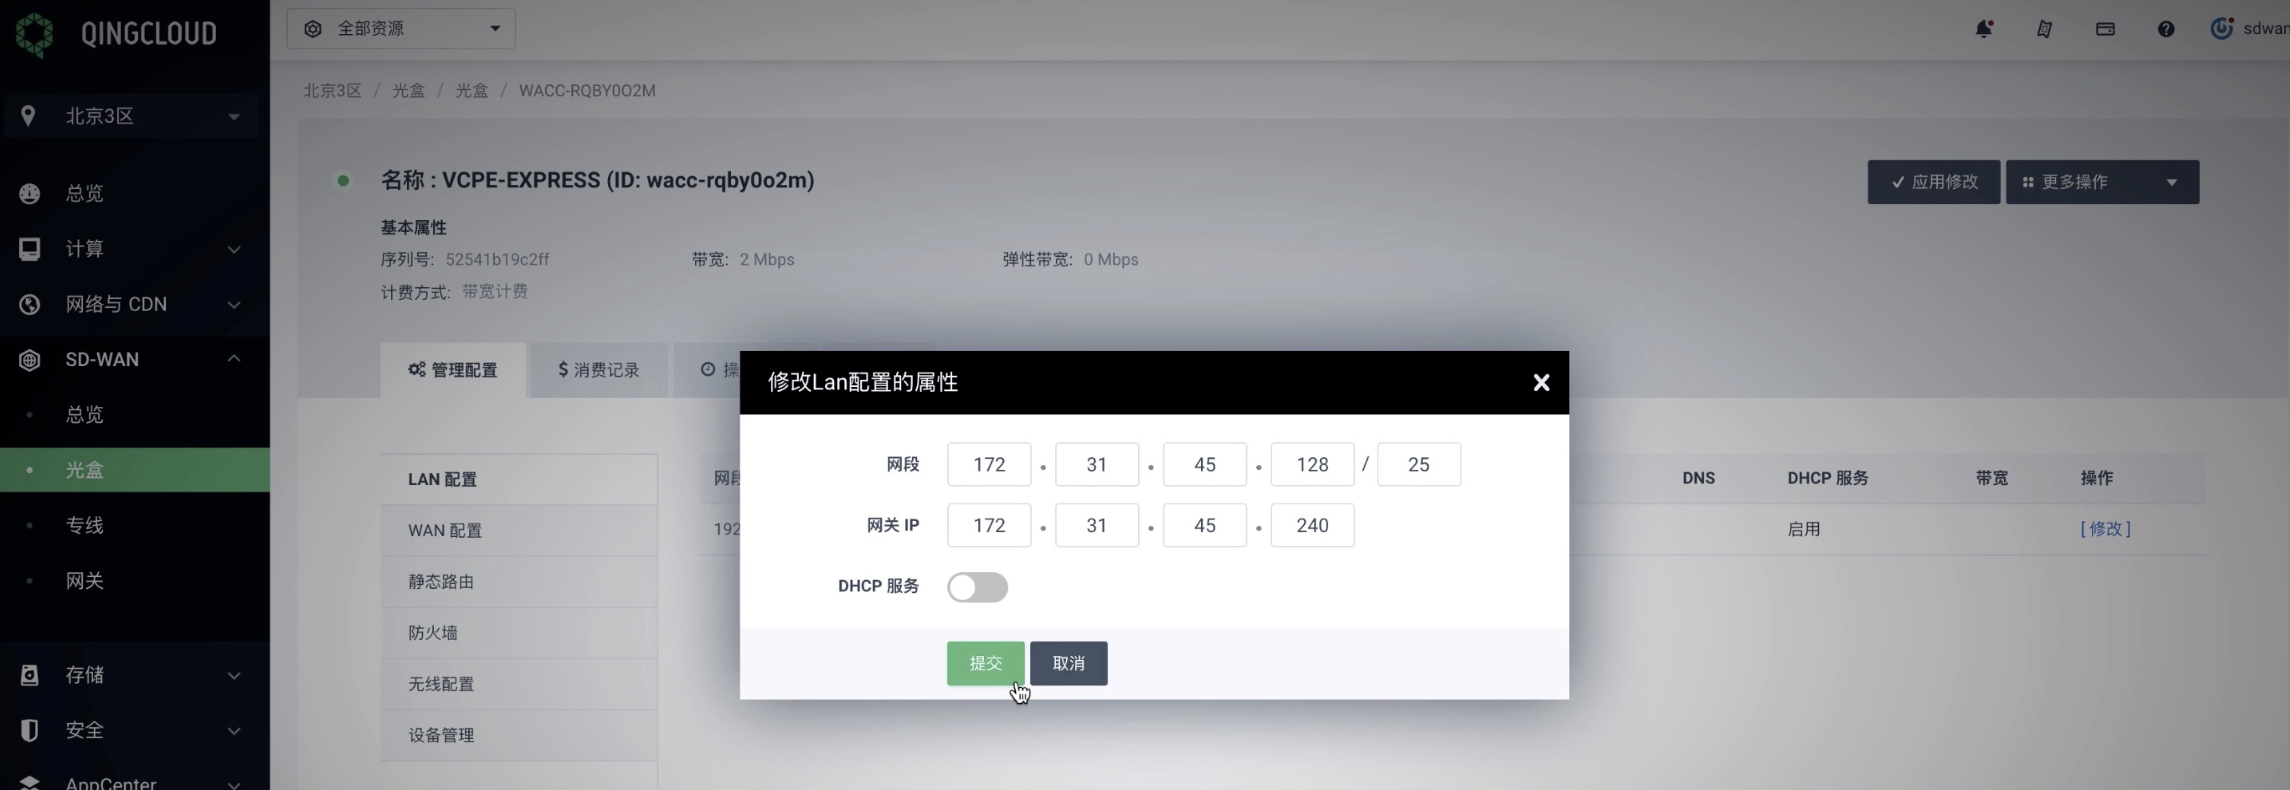 QINGCLOUD
全部资源
sdwan
北京3区
北京3区 / 光盒 / 光盒 / WACC-RQBY0O2M
总览
计算
网络与 CDN
SD-WAN
总览
光盒
专线
网关
存储
安全
AppCenter
名称 : VCPE-EXPRESS (ID: wacc-rqby0o2m)
应用修改
更多操作
基本属性
序列号: 52541b19c2ff
带宽: 2 Mbps
弹性带宽: 0 Mbps
计费方式: 带宽计费
管理配置
$ 消费记录
操
LAN 配置
WAN 配置
静态路由
防火墙
无线配置
设备管理
网段
DNS
DHCP 服务
带宽
操作
192
启用
[ 修改 ]
修改Lan配置的属性
网段 172 . 31 . 45 . 128 / 25
网关 IP 172 . 31 . 45 . 240
DHCP 服务
提交
取消